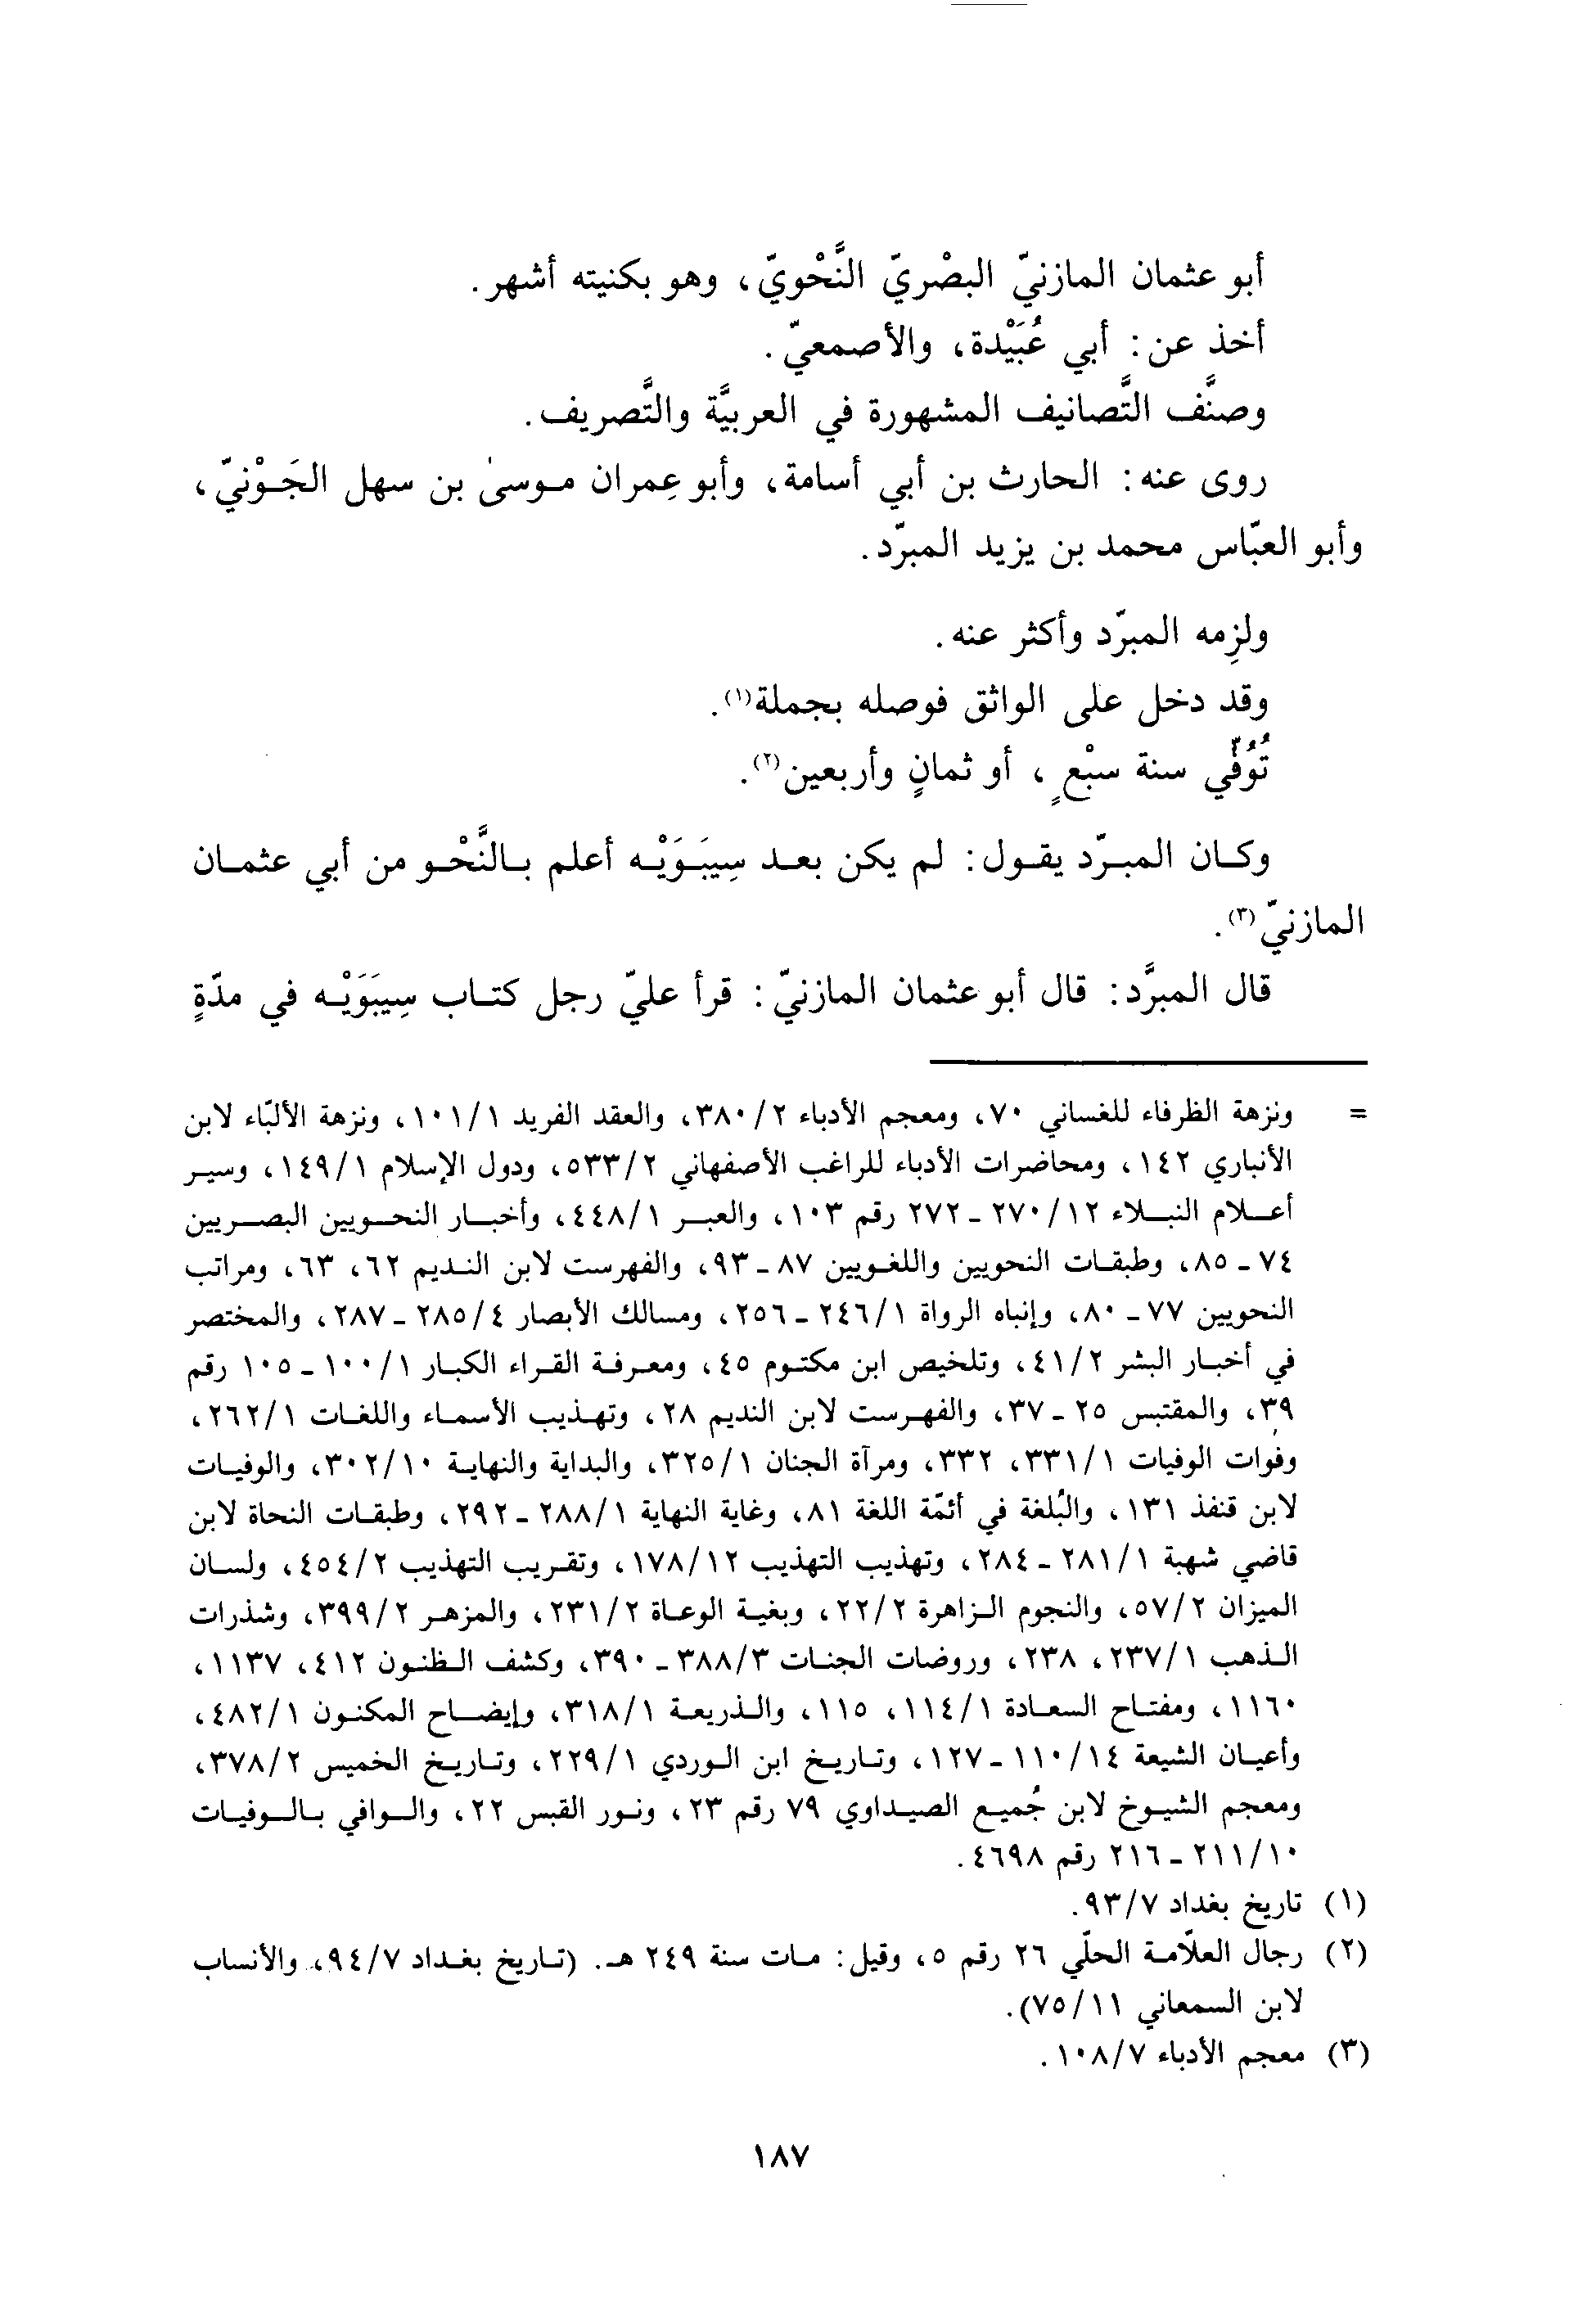 أبو عثمان المازنيّ البصْريّ النَّحْويّ، وهو بكنيته أشهر.
أخذ عن: أبي عُبَيْدة، والأصمعيّ.
وصنَّف التَّصانيف المشهورة في العربيَّة والتَّصريف.
روى عنه: الحارث بن أبي أسامة، وأبو عِمران موسىٰ بن سهل الجَوْنيّ،
وأبو العبّاس محمد بن يزيد المبرّد.
ولزِمه المبرّد وأكثر عنه.
وقد دخل على الواثق فوصله بجملة(١).
تُوُفّي سنة سبْعٍ، أو ثمانٍ وأربعين(٢).
وكان المبرّد يقول: لم يكن بعد سِيبَوَيْه أعلم بالنَّحْو من أبي عثمان
المازنيّ(٣).
قال المبرَّد: قال أبو عثمان المازنيّ: قرأ عليّ رجل كتاب سِيبَوَيْه في مدّةٍ
= ونزهة الظرفاء للغساني ٧٠، ومعجم الأدباء ٣٨٠/٢، والعقد الفريد ١٠١/١، ونزهة الألبّاء لابن
الأنباري ١٤٢، ومحاضرات الأدباء للراغب الأصفهاني ٥٣٣/٢، ودول الإسلام ١٤٩/١، وسير
أعلام النبلاء ٢٧٠/١٢ - ٢٧٢ رقم ١٠٣، والعبر ٤٤٨/١، وأخبار النحويين البصريين
٧٤ - ٨٥، وطبقات النحويين واللغويين ٨٧ - ٩٣، والفهرست لابن النديم ٦٢، ٦٣، ومراتب
النحويين ٧٧ - ٨٠، وإنباه الرواة ٢٤٦/١ - ٢٥٦، ومسالك الأبصار ٢٨٥/٤ - ٢٨٧، والمختصر
في أخبار البشر ٤١/٢، وتلخيص ابن مكتوم ٤٥، ومعرفة القراء الكبار ١٠٠/١ - ١٠٥ رقم
٣٩، والمقتبس ٢٥ - ٣٧، والفهرست لابن النديم ٢٨، وتهذيب الأسماء واللغات ٢٦٢/١،
وفوات الوفيات ٣٣١/١، ٣٣٢، ومرآة الجنان ٣٢٥/١، والبداية والنهاية ٣٠٢/١٠، والوفيات
لابن قنفذ ١٣١، والبُلغة في أئمّة اللغة ٨١، وغاية النهاية ٢٨٨/١ - ٢٩٢، وطبقات النحاة لابن
قاضي شهبة ٢٨١/١ - ٢٨٤، وتهذيب التهذيب ١٧٨/١٢، وتقريب التهذيب ٤٥٤/٢، ولسان
الميزان ٥٧/٢، والنجوم الزاهرة ٢٢/٢، وبغية الوعاة ٢٣١/٢، والمزهر ٣٩٩/٢، وشذرات
الذهب ٢٣٧/١، ٢٣٨، وروضات الجنات ٣٨٨/٣ - ٣٩٠، وكشف الظنون ٤١٢، ١١٣٧،
١١٦٠، ومفتاح السعادة ١١٤/١، ١١٥، والذريعة ٣١٨/١، وإيضاح المكنون ٤٨٢/١،
وأعيان الشيعة ١١٠/١٤ - ١٢٧، وتاريخ ابن الوردي ٢٢٩/١، وتاريخ الخميس ٣٧٨/٢،
ومعجم الشيوخ لابن جُميع الصيداوي ٧٩ رقم ٢٣، ونور القبس ٢٢، والوافي بالوفيات
٢١١/١٠ - ٢١٦ رقم ٤٦٩٨.
(١) تاريخ بغداد ٩٣/٧.
(٢) رجال العلّامة الحلّي ٢٦ رقم ٥، وقيل: مات سنة ٢٤٩ هـ. (تاريخ بغداد ٩٤/٧، والأنساب
لابن السمعاني ٧٥/١١).
(٣) معجم الأدباء ١٠٨/٧.
١٨٧